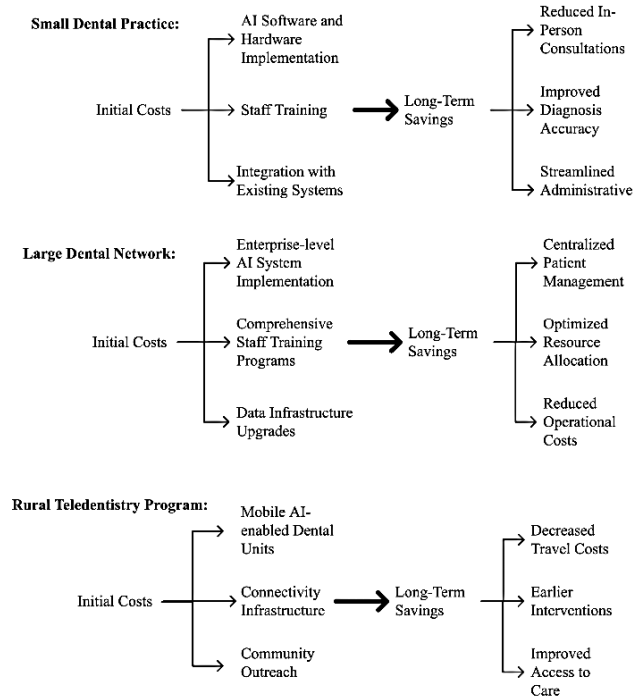 Small Dental Practice:
AI Software and
Hardware
Implementation
Initial Costs
Staff Training
Integration with
Existing Systems
Long-Term
Savings
Reduced In-
Person
Consultations
Improved
Diagnosis
Accuracy
Streamlined
Administrative
Large Dental Network:
Enterprise-level
AI System
Implementation
Initial Costs
Comprehensive
Staff Training
Programs
Data Infrastructure
Upgrades
Long-Term
Savings
Centralized
Patient
Management
Optimized
Resource
Allocation
Reduced
Operational
Costs
Rural Teledentistry Program:
Mobile AI-
enabled Dental
Units
Initial Costs
Connectivity
Infrastructure
Community
Outreach
Long-Term
Savings
Decreased
Travel Costs
Earlier
Interventions
Improved
Access to
Care